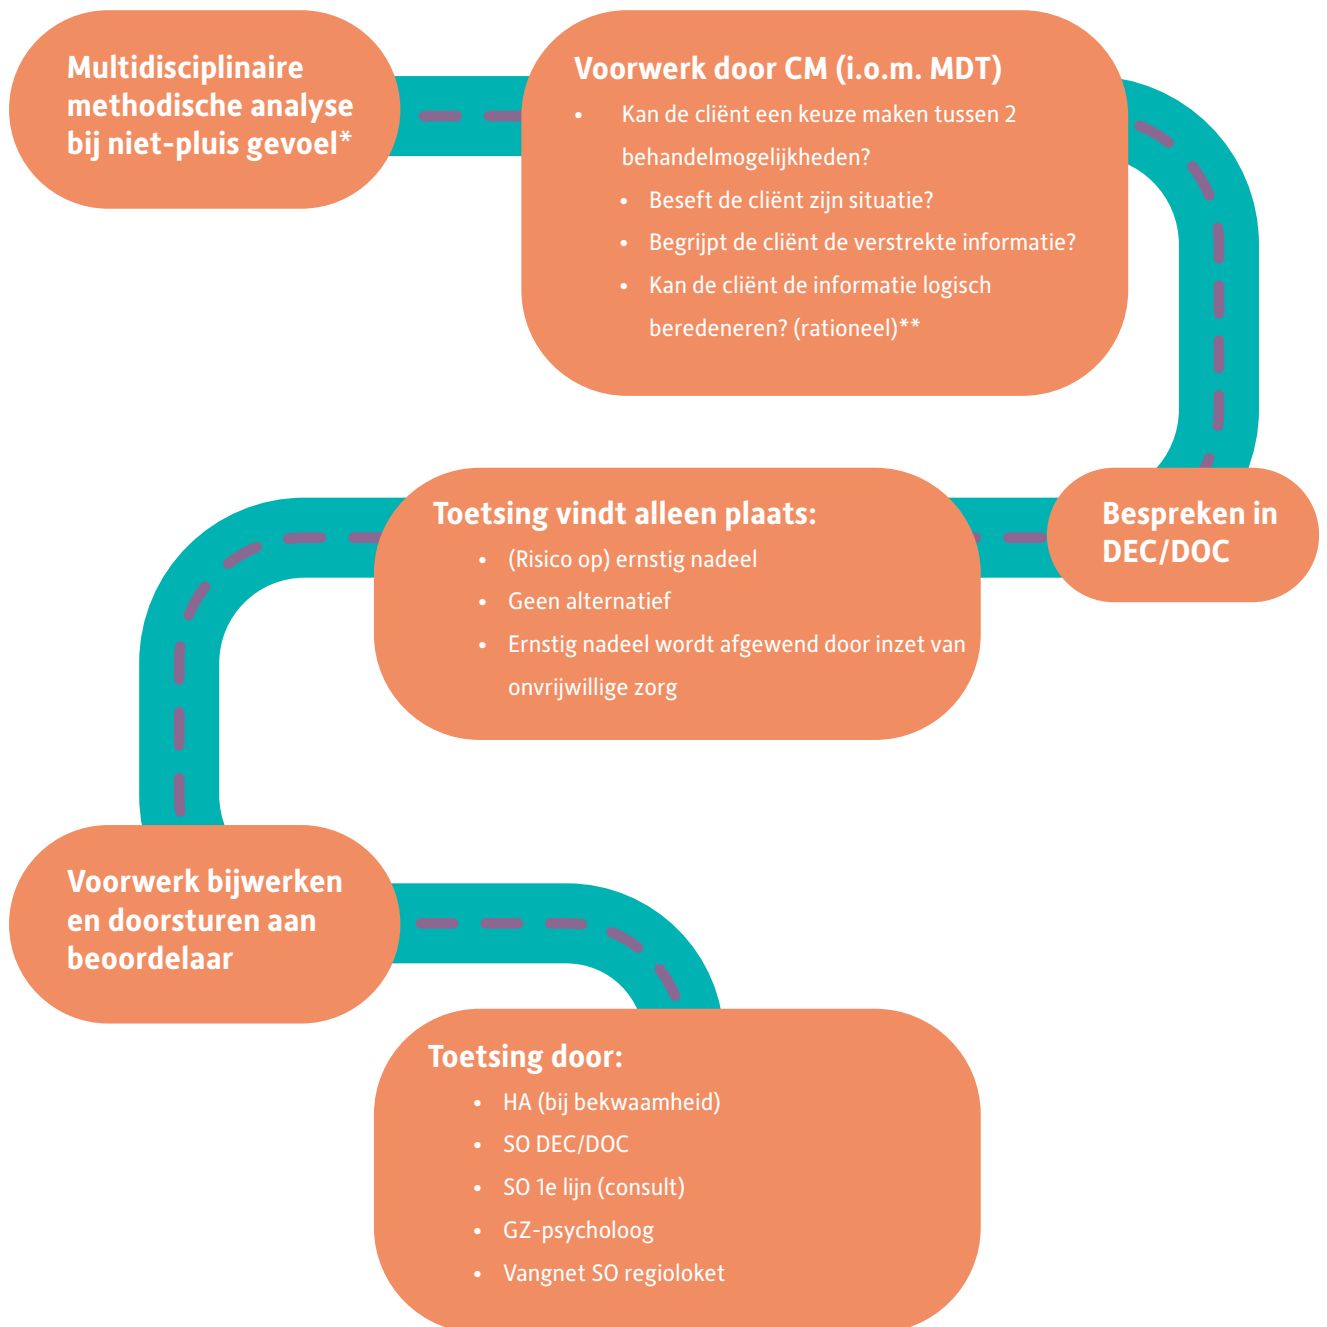 Multidisciplinaire
methodische analyse
bij niet-pluis gevoel*
Voorwerk door CM (i.o.m. MDT)
• Kan de cliënt een keuze maken tussen 2
behandelmogelijkheden?
• Beseft de cliënt zijn situatie?
• Begrijpt de cliënt de verstrekte informatie?
• Kan de cliënt de informatie logisch
beredeneren? (rationeel)**
Bespreken in
DEC/DOC
Toetsing vindt alleen plaats:
• (Risico op) ernstig nadeel
• Geen alternatief
• Ernstig nadeel wordt afgewend door inzet van
onvrijwillige zorg
Voorwerk bijwerken
en doorsturen aan
beoordelaar
Toetsing door:
• HA (bij bekwaamheid)
• SO DEC/DOC
• SO 1e lijn (consult)
• GZ-psycholoog
• Vangnet SO regioloket